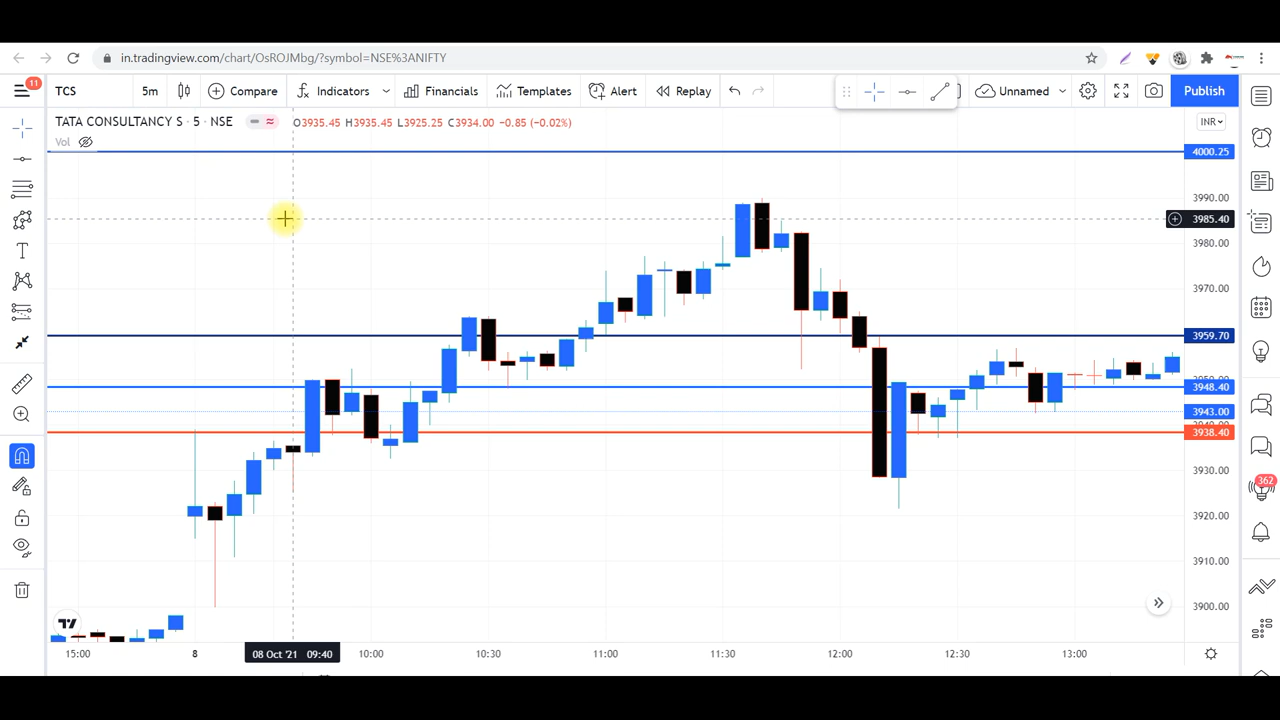 in.tradingview.com/chart/OsROJMbg/?symbol=NSE%3ANIFTY
11
TCS 5m Compare Indicators Financials Templates Alert Replay Unnamed Publish
TATA CONSULTANCY S · 5 · NSE O3935.45 H3935.45 L3925.25 C3934.00 −0.85 (−0.02%)
INR
Vol
4000.25
3990.00
3985.40
3980.00
3970.00
3959.70
3948.40
3943.00
3938.40
3930.00
3920.00
3910.00
3900.00
362
15:00 8 08 Oct '21 09:40 10:00 10:30 11:00 11:30 12:00 12:30 13:00